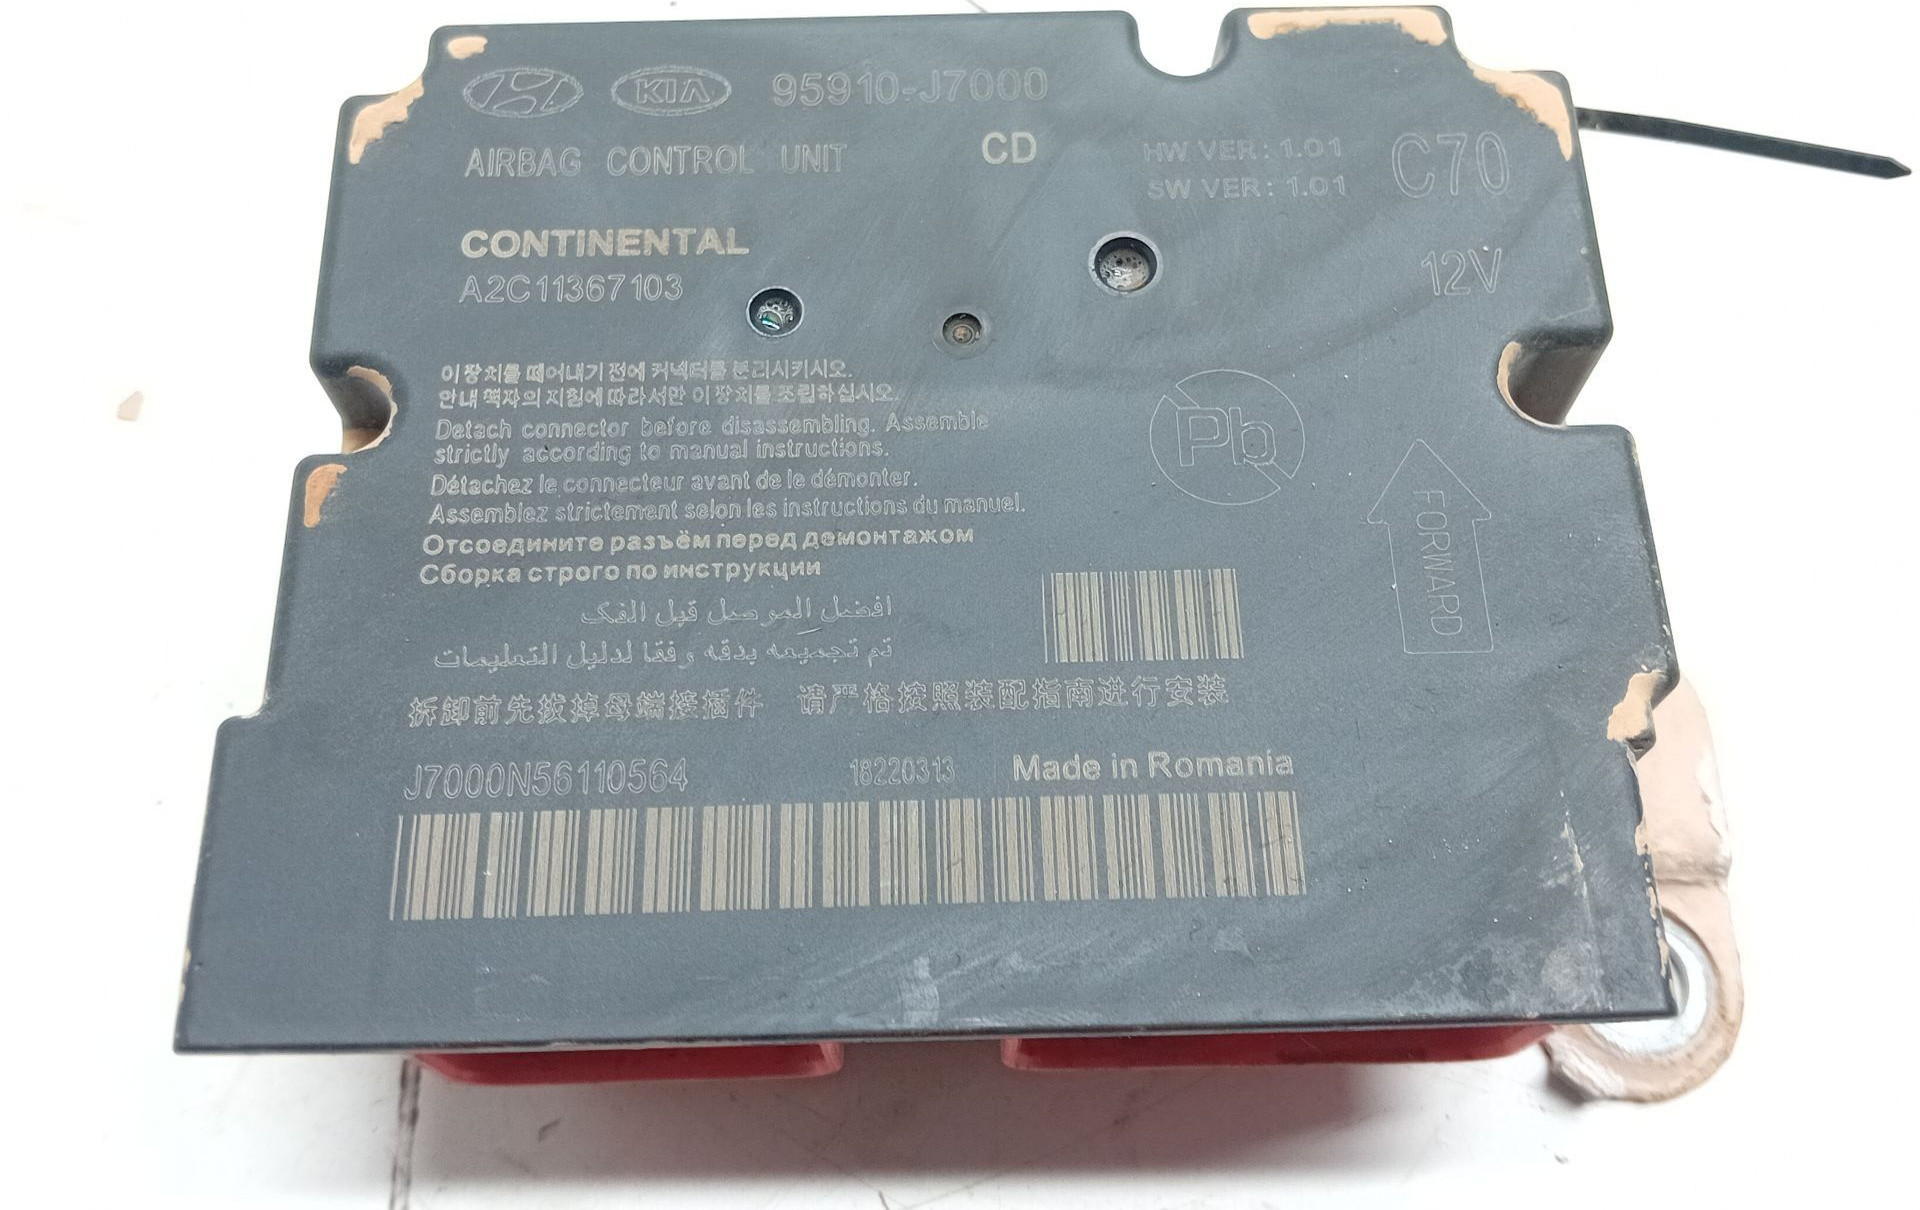 KIA 95910-J7000
AIRBAG CONTROL UNIT CD
HW VER: 1.01
SW VER: 1.01
C70
CONTINENTAL
A2C11367103
12V
이 장치를 떼어내기 전에 커넥터를 분리시키시오.
안내 책자의 지침에 따라서만 이 장치를 조립하십시오.
Detach connector before disassembling. Assemble
strictly according to manual instructions.
Détachez le connecteur avant de le démonter.
Assemblez strictement selon les instructions du manuel.
Отсоедините разъём перед демонтажом
Сборка строго по инструкции
افضل الموصل قبل الفك
تم تجميعه بدقه وفقا لدليل التعليمات
拆卸前先拔掉母端接插件 请严格按照装配指南进行安装
Pb
FORWARD
J7000N56110564 18220313 Made in Romania